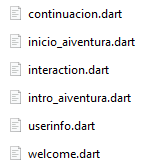 continuacion.dart
inicio_aiventura.dart
interaction.dart
intro_aiventura.dart
userinfo.dart
welcome.dart